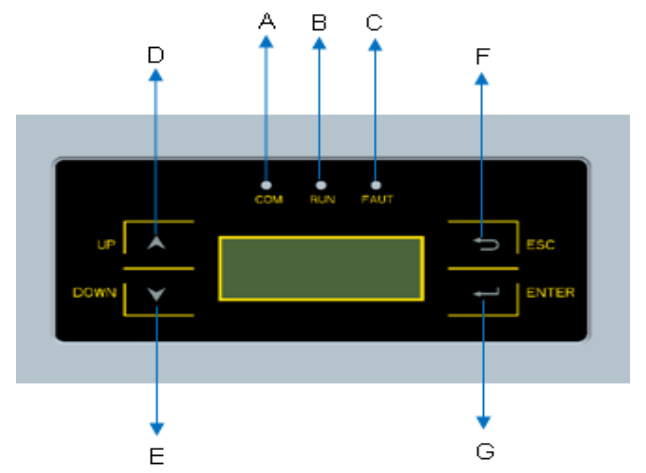 A B C
D F
COM RUN FAUT
UP ESC
DOWN ENTER
E G